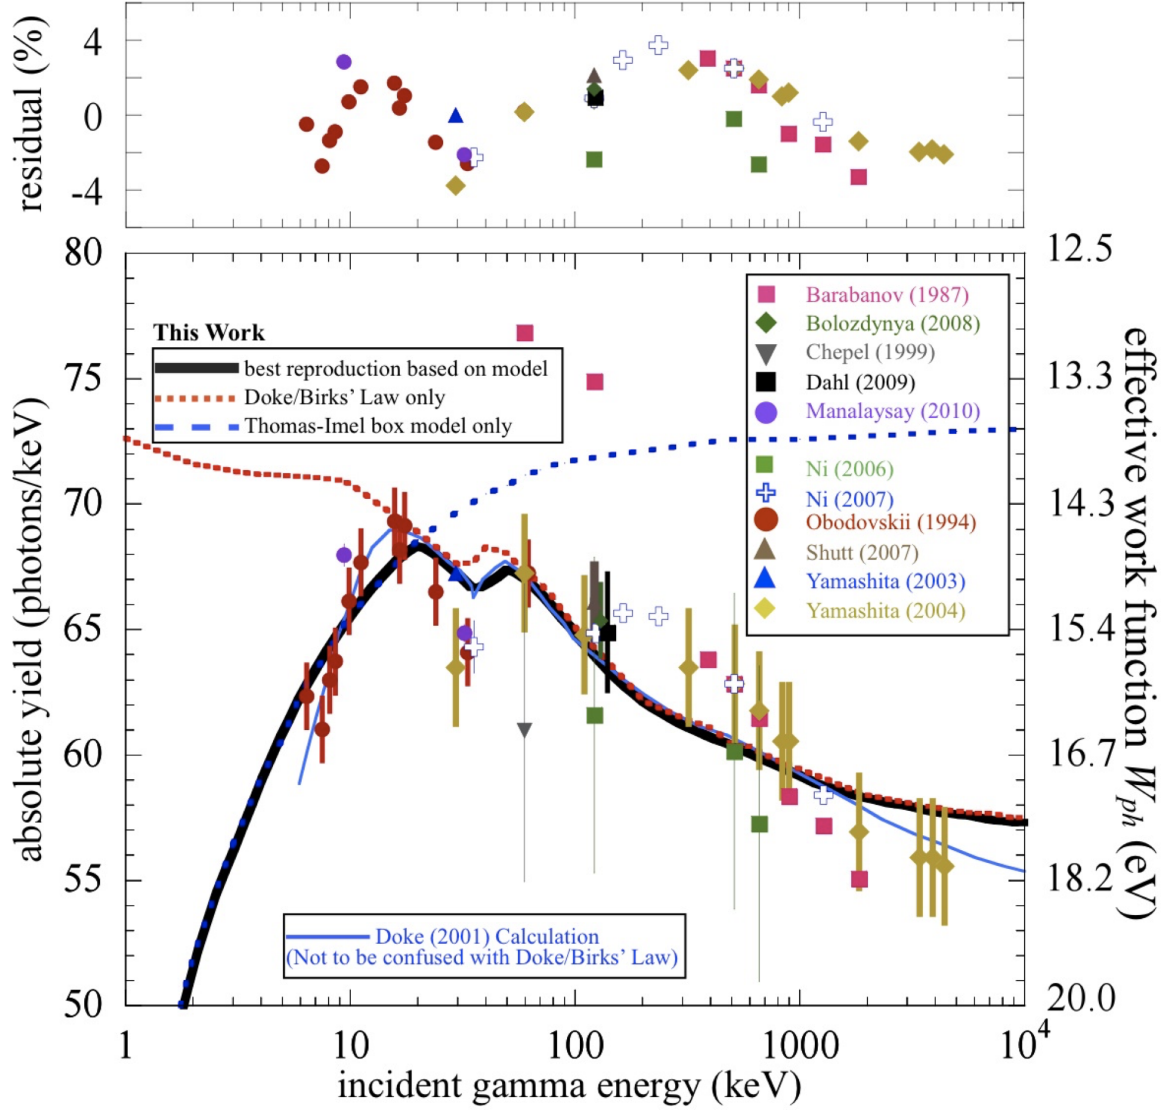 residual (%)
4
0
-4
80
75
70
65
60
55
50
absolute yield (photons/keV)
12.5
13.3
14.3
15.4
16.7
18.2
20.0
effective work function Wph (eV)
This Work
best reproduction based on model
Doke/Birks' Law only
Thomas-Imel box model only
Barabanov (1987)
Bolozdynya (2008)
Chepel (1999)
Dahl (2009)
Manalaysay (2010)
Ni (2006)
Ni (2007)
Obodovskii (1994)
Shutt (2007)
Yamashita (2003)
Yamashita (2004)
Doke (2001) Calculation
(Not to be confused with Doke/Birks' Law)
1 10 100 1000 10^4
incident gamma energy (keV)